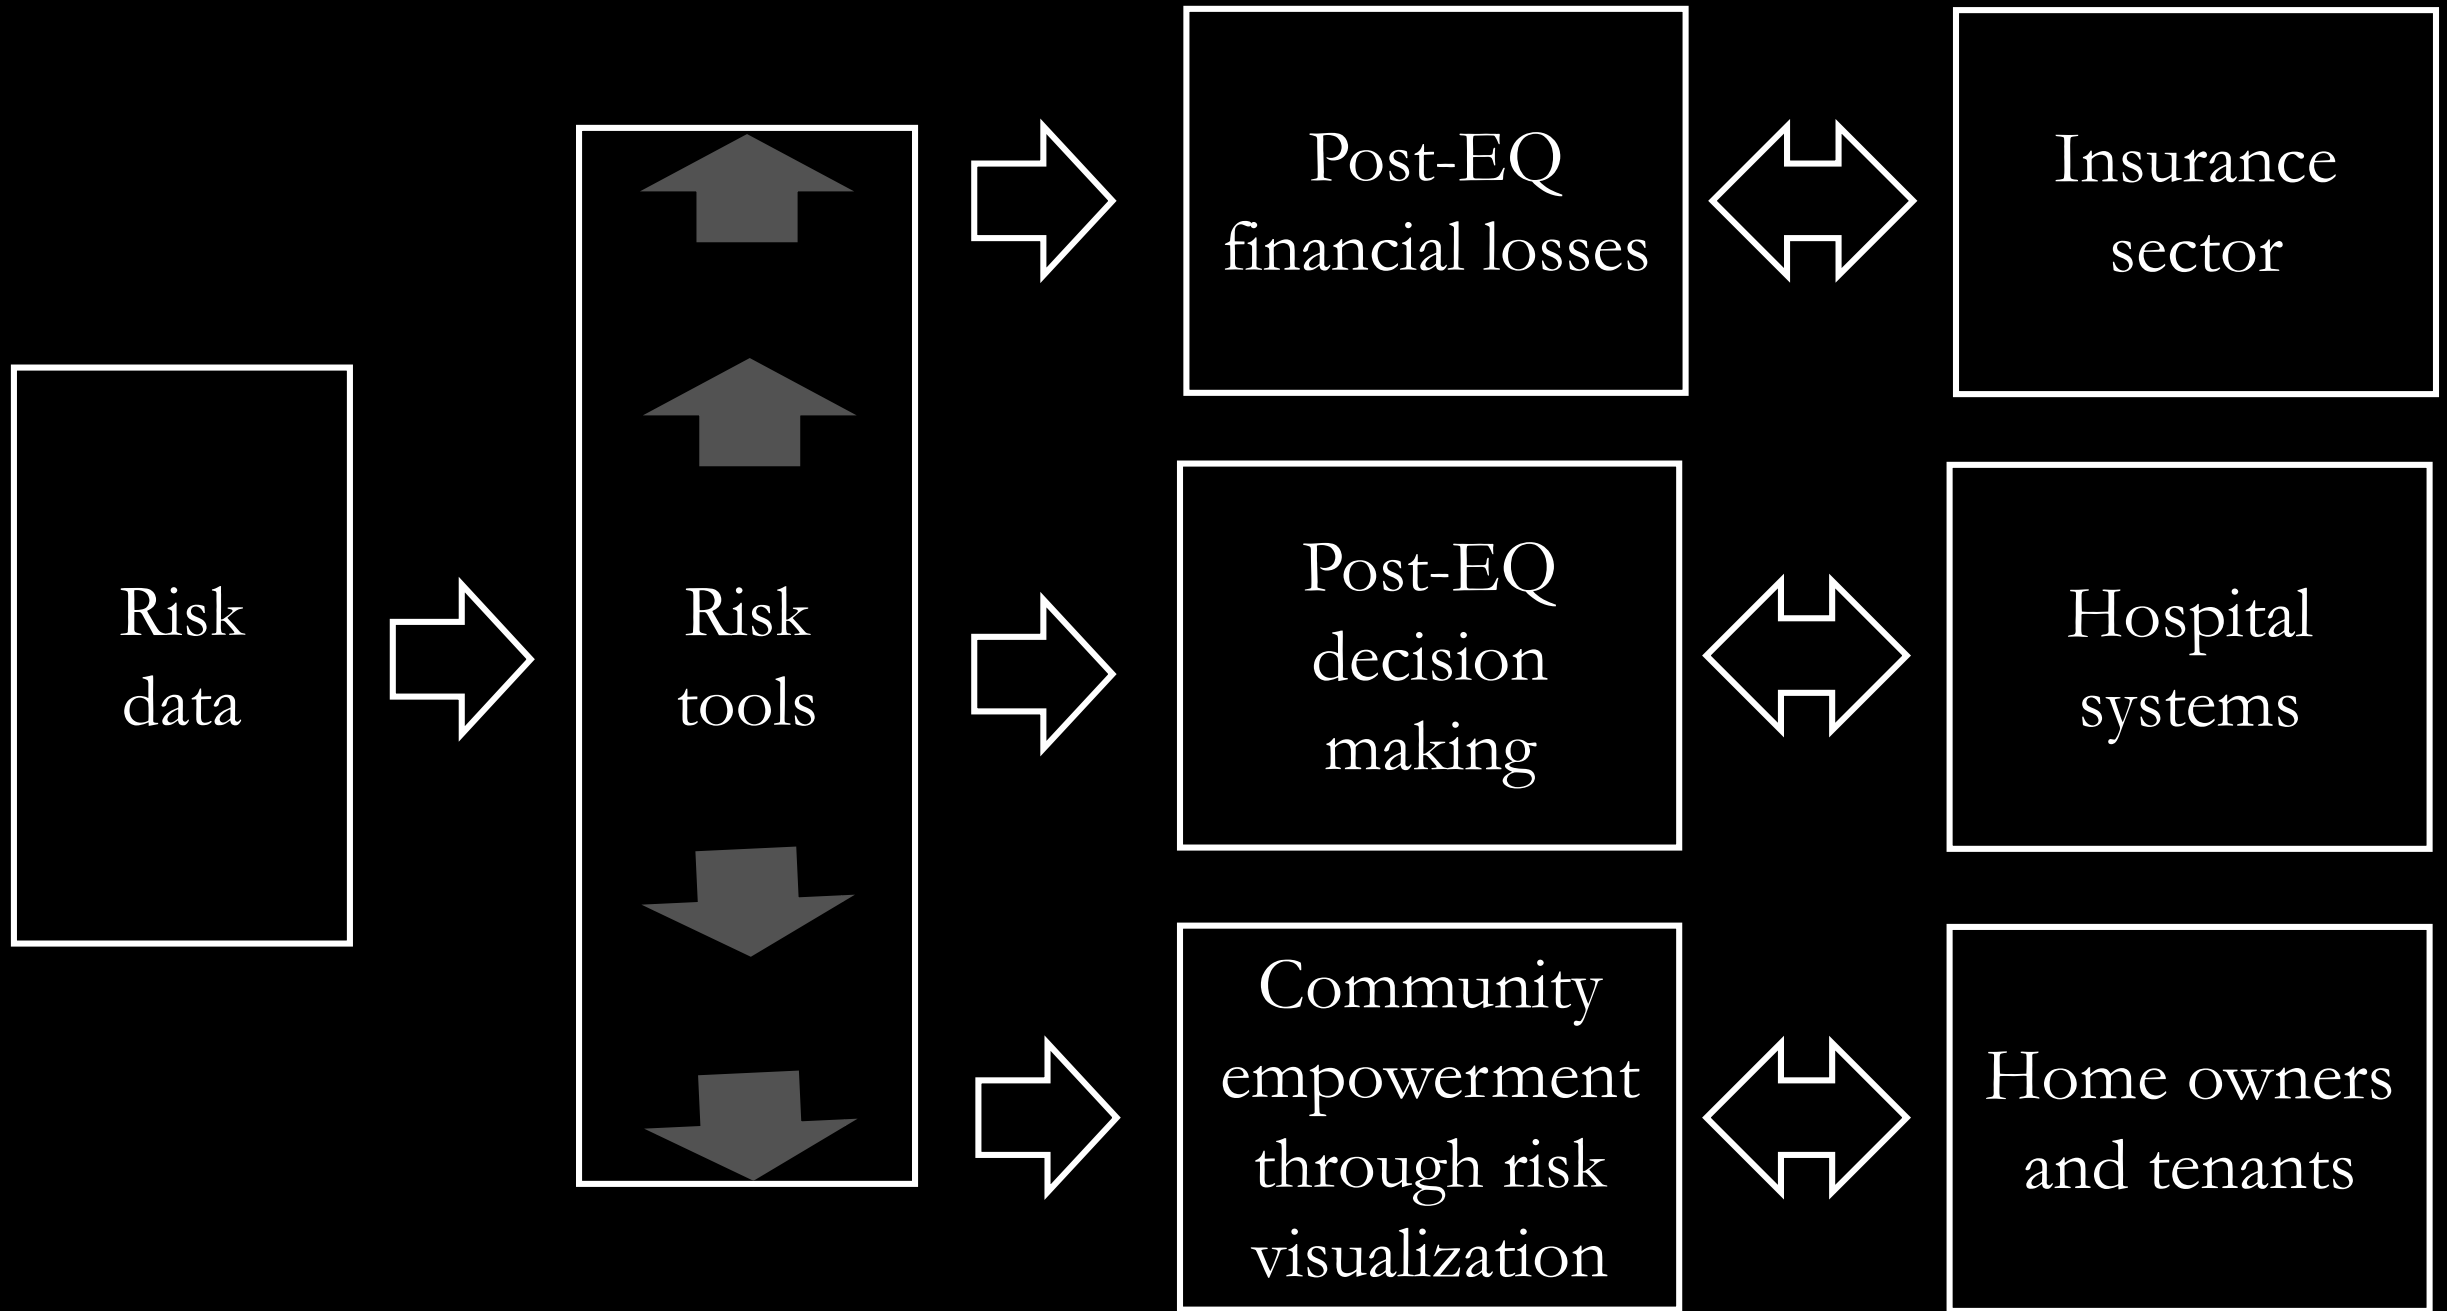 Risk
data
Risk
tools
Post-EQ
financial losses
Insurance
sector
Post-EQ
decision
making
Hospital
systems
Community
empowerment
through risk
visualization
Home owners
and tenants